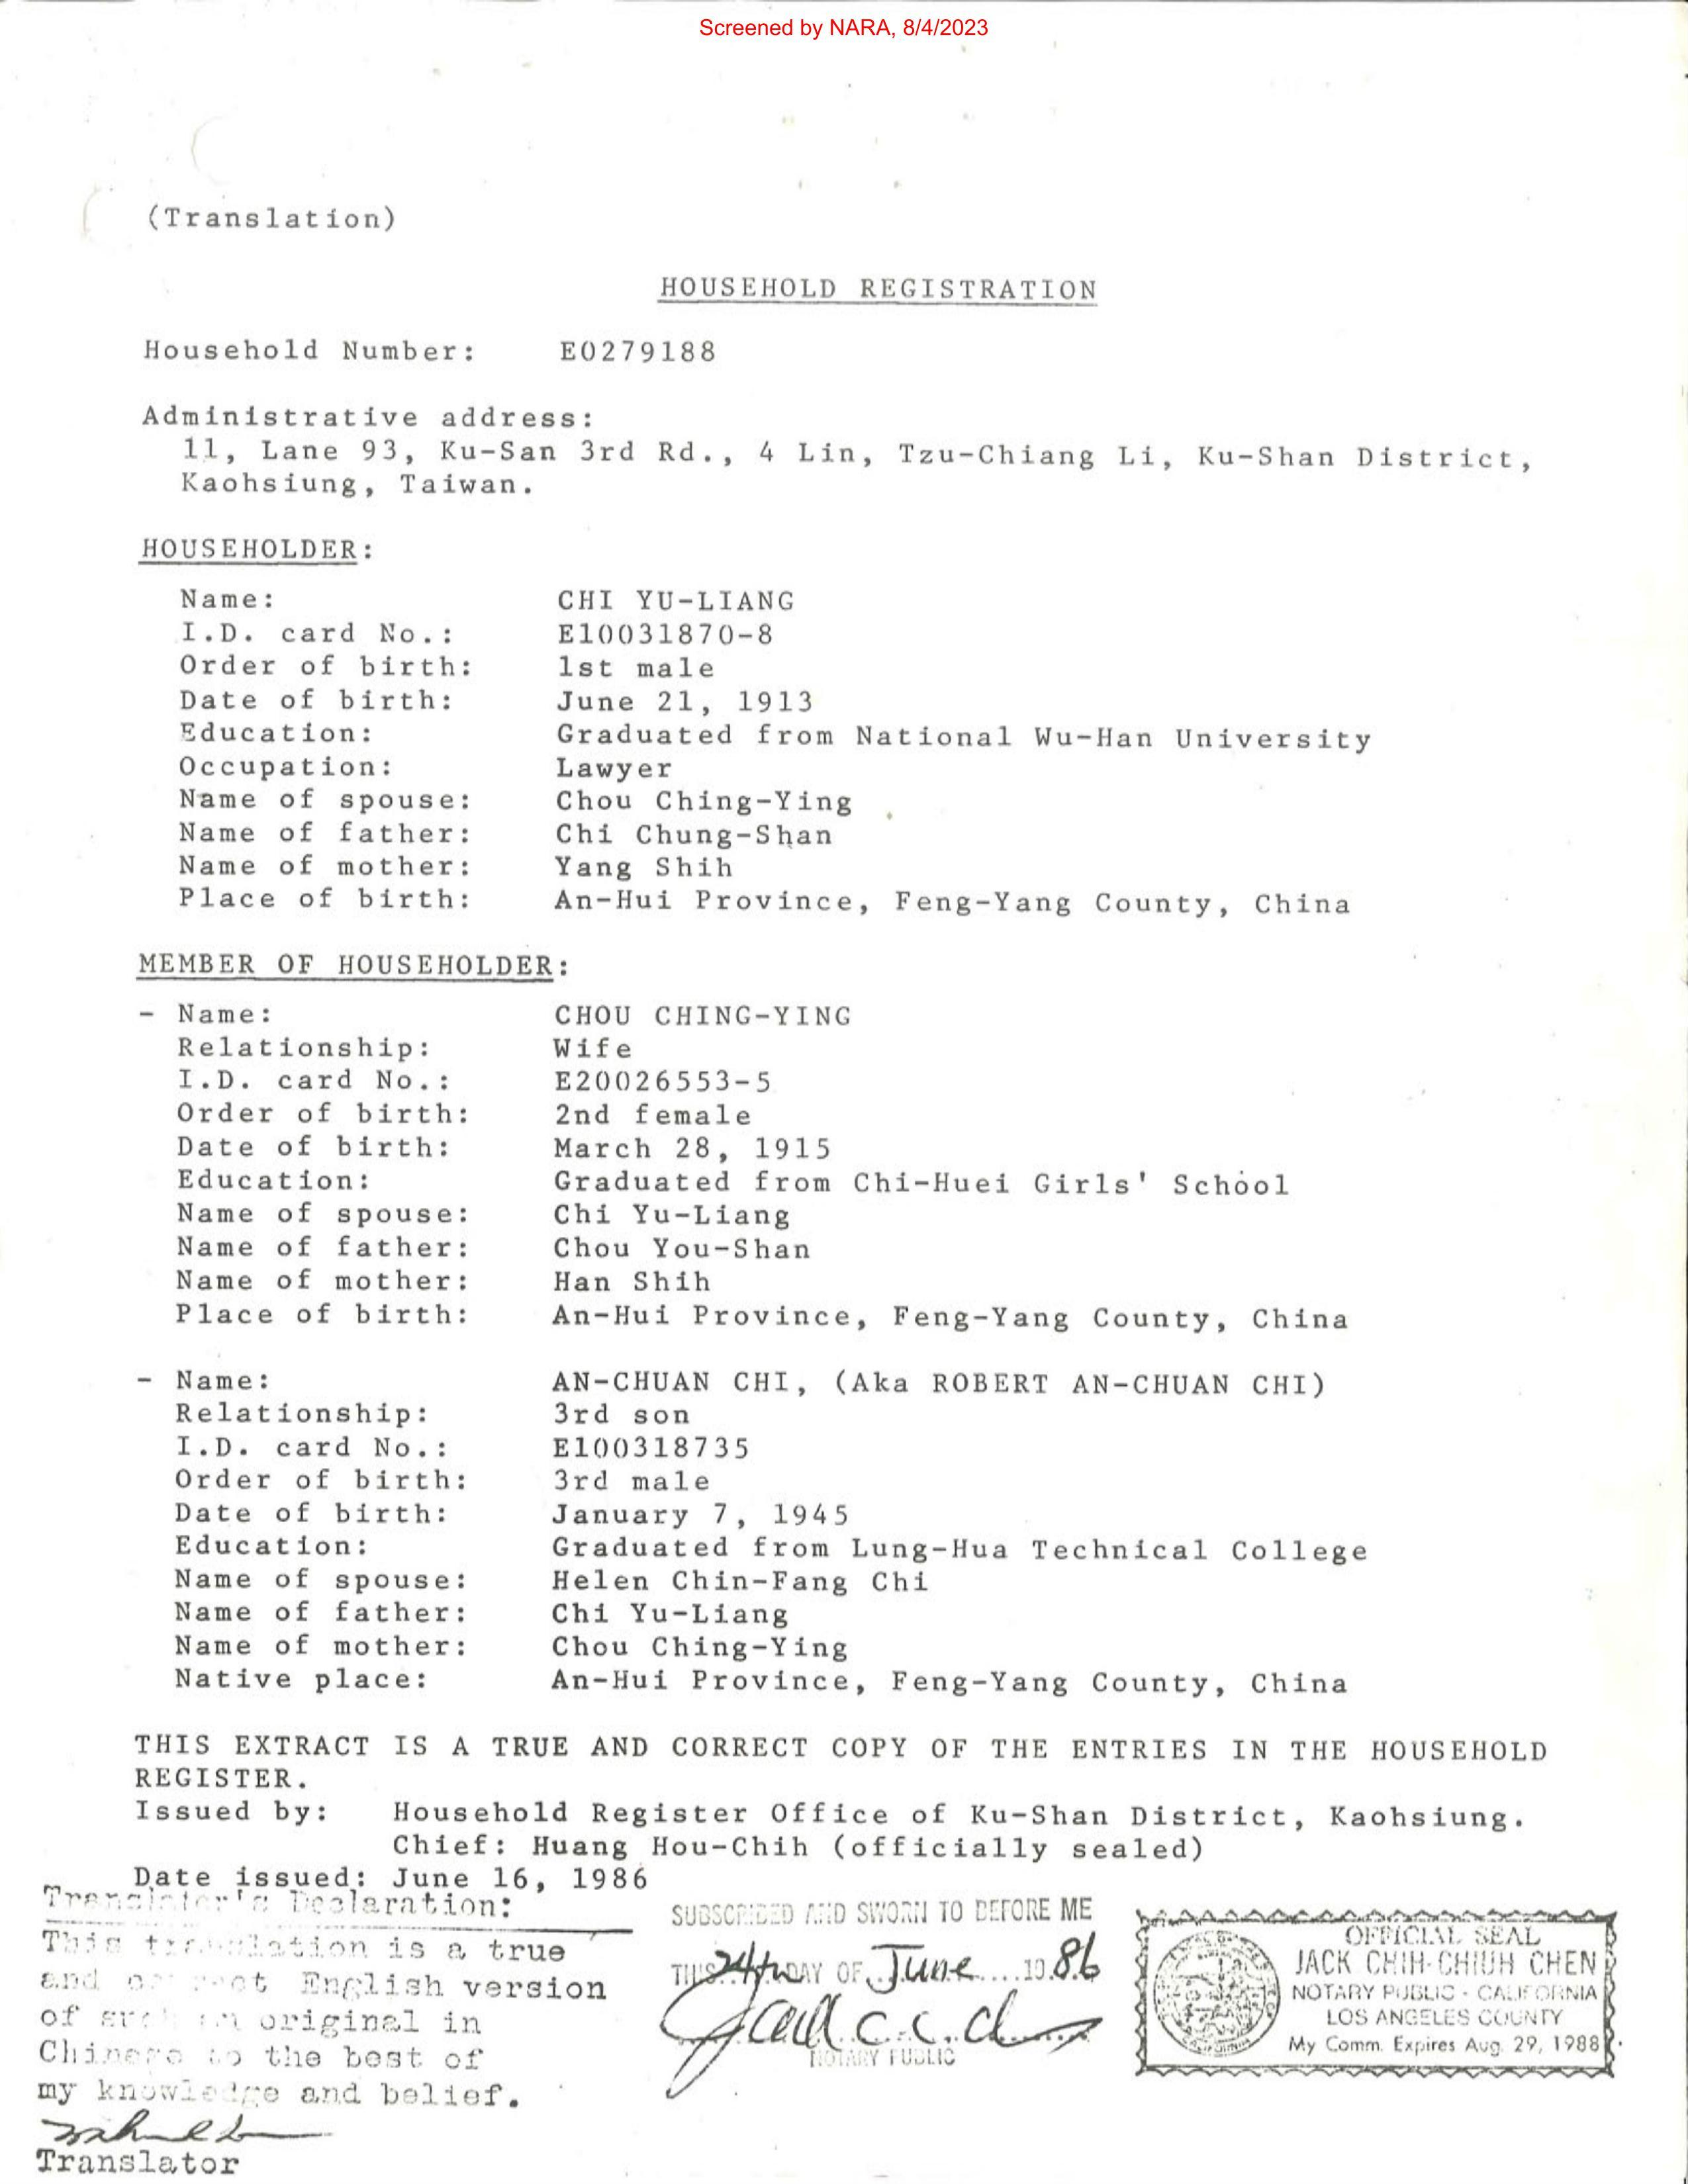 Screened by NARA, 8/4/2023
(Translation)
HOUSEHOLD REGISTRATION
Household Number: E0279188
Administrative address:
11, Lane 93, Ku-San 3rd Rd., 4 Lin, Tzu-Chiang Li, Ku-Shan District,
Kaohsiung, Taiwan.
HOUSEHOLDER:
Name: CHI YU-LIANG
I.D. card No.: E10031870-8
Order of birth: 1st male
Date of birth: June 21, 1913
Education: Graduated from National Wu-Han University
Occupation: Lawyer
Name of spouse: Chou Ching-Ying
Name of father: Chi Chung-Shan
Name of mother: Yang Shih
Place of birth: An-Hui Province, Feng-Yang County, China
MEMBER OF HOUSEHOLDER:
- Name: CHOU CHING-YING
Relationship: Wife
I.D. card No.: E20026553-5
Order of birth: 2nd female
Date of birth: March 28, 1915
Education: Graduated from Chi-Huei Girls' School
Name of spouse: Chi Yu-Liang
Name of father: Chou You-Shan
Name of mother: Han Shih
Place of birth: An-Hui Province, Feng-Yang County, China
- Name: AN-CHUAN CHI, (Aka ROBERT AN-CHUAN CHI)
Relationship: 3rd son
I.D. card No.: E100318735
Order of birth: 3rd male
Date of birth: January 7, 1945
Education: Graduated from Lung-Hua Technical College
Name of spouse: Helen Chin-Fang Chi
Name of father: Chi Yu-Liang
Name of mother: Chou Ching-Ying
Native place: An-Hui Province, Feng-Yang County, China
THIS EXTRACT IS A TRUE AND CORRECT COPY OF THE ENTRIES IN THE HOUSEHOLD
REGISTER.
Issued by: Household Register Office of Ku-Shan District, Kaohsiung.
Chief: Huang Hou-Chih (officially sealed)
Date issued: June 16, 1986
Translator's Declaration:
This translation is a true
and correct English version
of such an original in
Chinese to the best of
my knowledge and belief.
Translator
SUBSCRIBED AND SWORN TO BEFORE ME
THIS 24th DAY OF June 1986
NOTARY PUBLIC
OFFICIAL SEAL
JACK CHIH-CHIUH CHEN
NOTARY PUBLIC - CALIFORNIA
LOS ANGELES COUNTY
My Comm. Expires Aug. 29, 1988